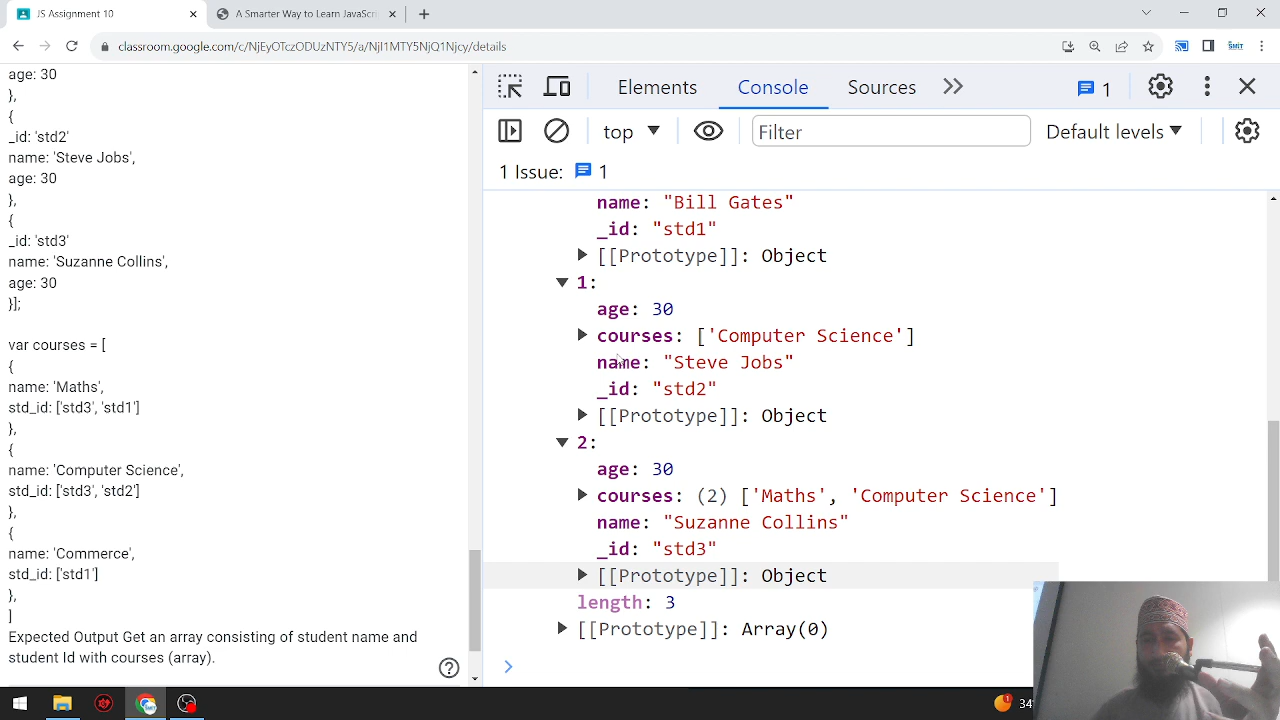 JS Assignment 10
A Smarter Way to Learn JavaScri
classroom.google.com/c/NjEyOTczODUzNTY5/a/NjI1MTY5NjQ1Njcy/details
SMIT
age: 30
},
{
_id: 'std2'
name: 'Steve Jobs',
age: 30
},
{
_id: 'std3'
name: 'Suzanne Collins',
age: 30
}];
var courses = [
{
name: 'Maths',
std_id: ['std3', 'std1']
},
{
name: 'Computer Science',
std_id: ['std3', 'std2']
},
{
name: 'Commerce',
std_id: ['std1']
},
]
Expected Output Get an array consisting of student name and
student Id with courses (array).
Elements Console Sources 1
top Filter Default levels
1 Issue: 1
name: "Bill Gates"
_id: "std1"
[[Prototype]]: Object
1:
age: 30
courses: ['Computer Science']
name: "Steve Jobs"
_id: "std2"
[[Prototype]]: Object
2:
age: 30
courses: (2) ['Maths', 'Computer Science']
name: "Suzanne Collins"
_id: "std3"
[[Prototype]]: Object
length: 3
[[Prototype]]: Array(0)